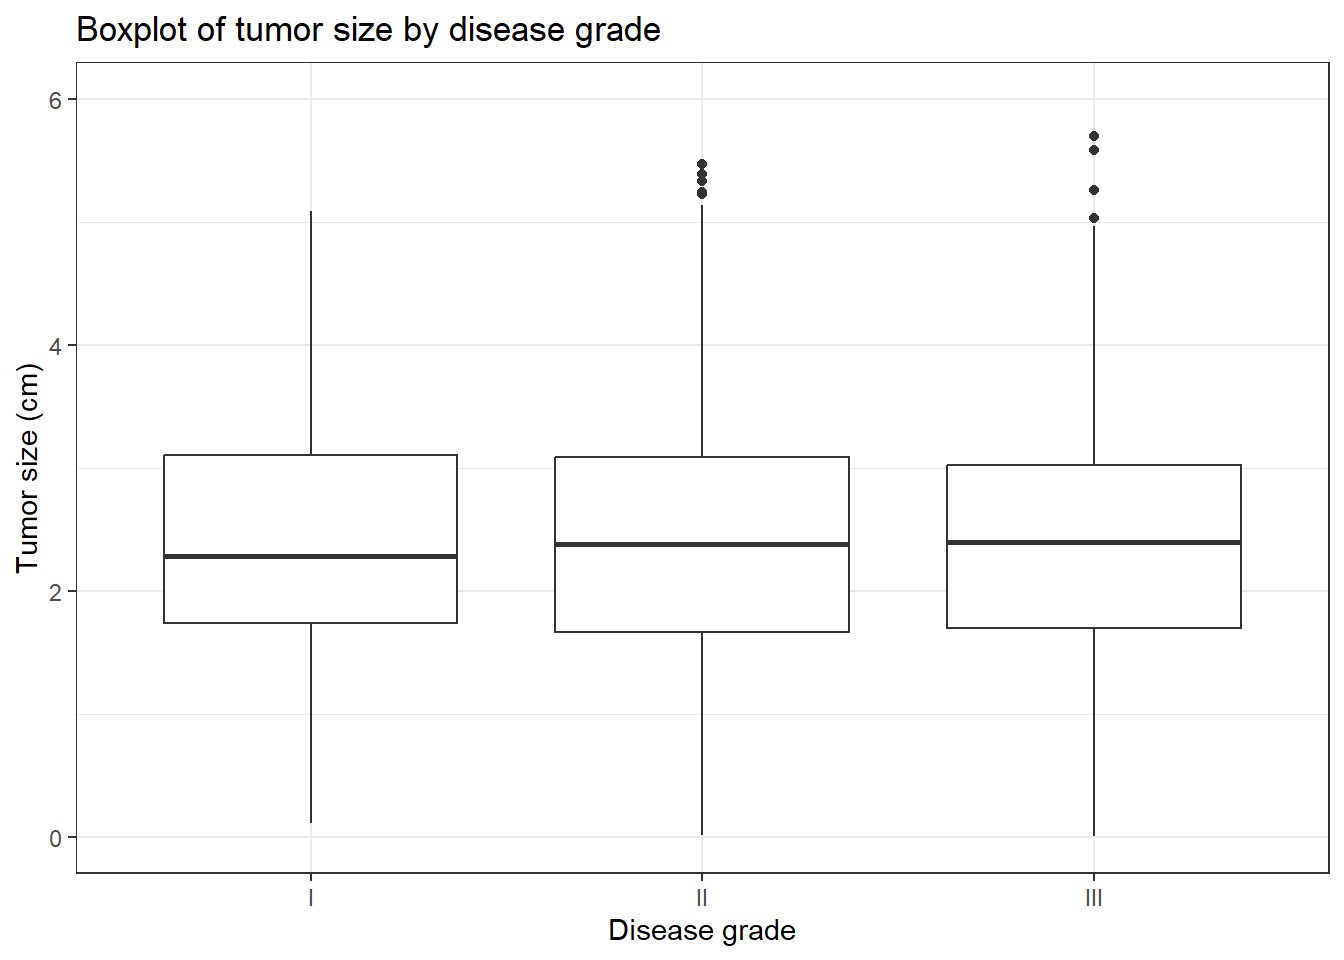 Boxplot of tumor size by disease grade
6
4
2
0
Tumor size (cm)
I
II
III
Disease grade